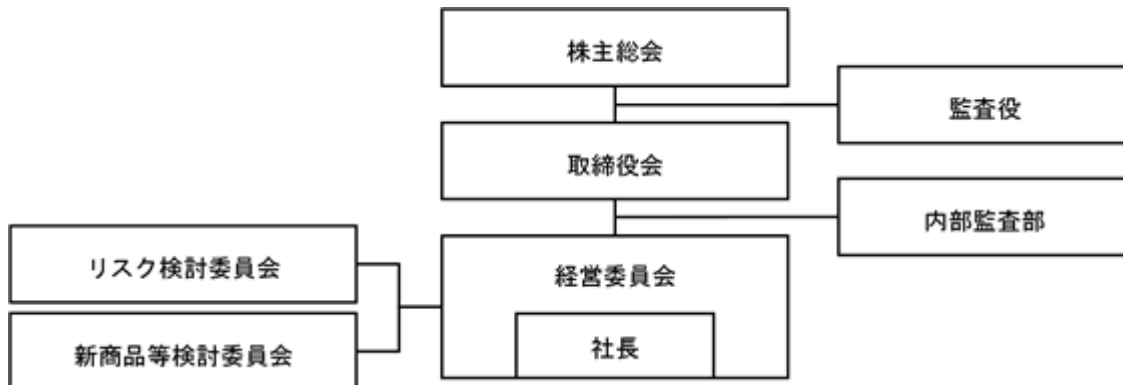 株主総会
監査役
取締役会
内部監査部
リスク検討委員会
経営委員会
新商品等検討委員会
社長